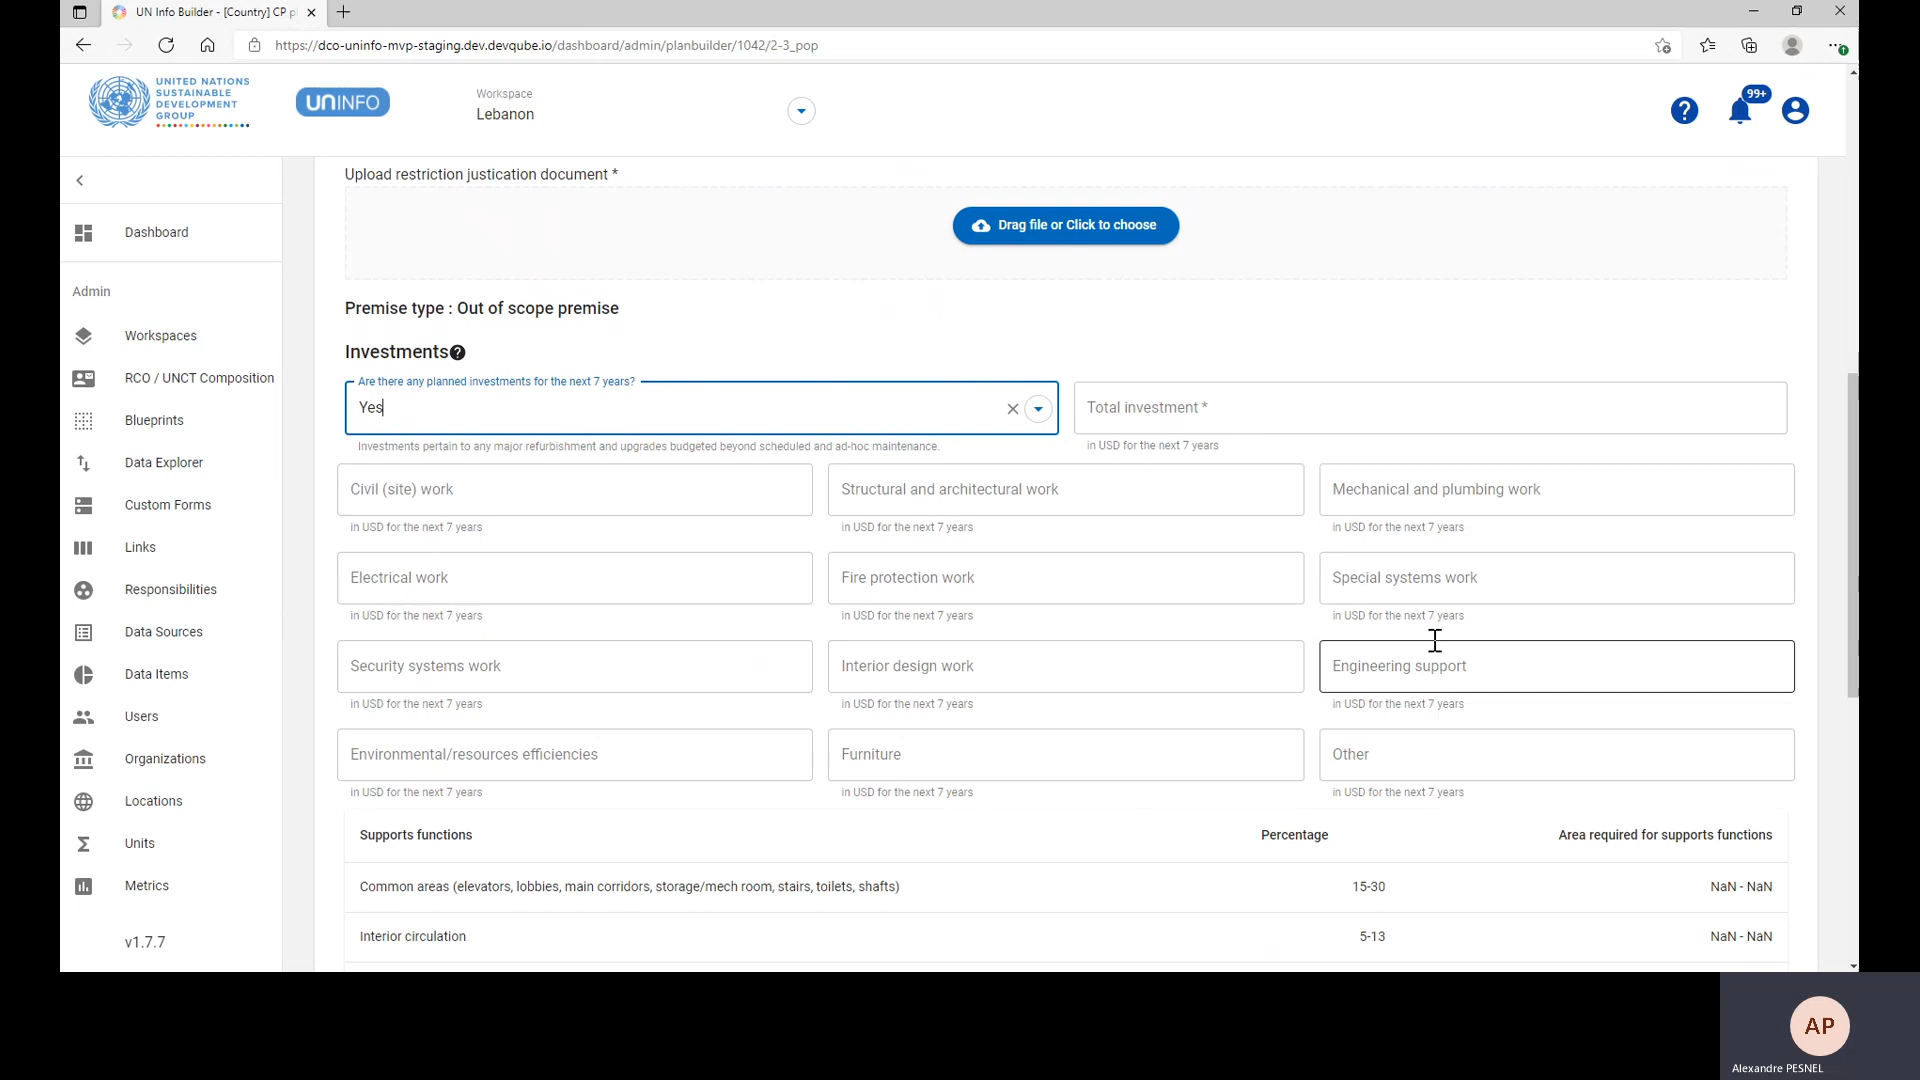 UN Info Builder - [Country] CP p
https://dco-uninfo-mvp-staging.dev.devqube.io/dashboard/admin/planbuilder/1042/2-3_pop
UNITED NATIONS
SUSTAINABLE
DEVELOPMENT
GROUP
UNINFO
Workspace
Lebanon
99+
Dashboard
Admin
Workspaces
RCO / UNCT Composition
Blueprints
Data Explorer
Custom Forms
Links
Responsibilities
Data Sources
Data Items
Users
Organizations
Locations
Units
Metrics
v1.7.7
Upload restriction justication document *
Drag file or Click to choose
Premise type : Out of scope premise
Investments
Are there any planned investments for the next 7 years?
Yes
Total investment *
Investments pertain to any major refurbishment and upgrades budgeted beyond scheduled and ad-hoc maintenance.
in USD for the next 7 years
Civil (site) work
Structural and architectural work
Mechanical and plumbing work
in USD for the next 7 years
in USD for the next 7 years
in USD for the next 7 years
Electrical work
Fire protection work
Special systems work
in USD for the next 7 years
in USD for the next 7 years
in USD for the next 7 years
Security systems work
Interior design work
Engineering support
in USD for the next 7 years
in USD for the next 7 years
in USD for the next 7 years
Environmental/resources efficiencies
Furniture
Other
in USD for the next 7 years
in USD for the next 7 years
in USD for the next 7 years
Supports functions Percentage Area required for supports functions
Common areas (elevators, lobbies, main corridors, storage/mech room, stairs, toilets, shafts) 15-30 NaN - NaN
Interior circulation 5-13 NaN - NaN
AP
Alexandre PESNEL